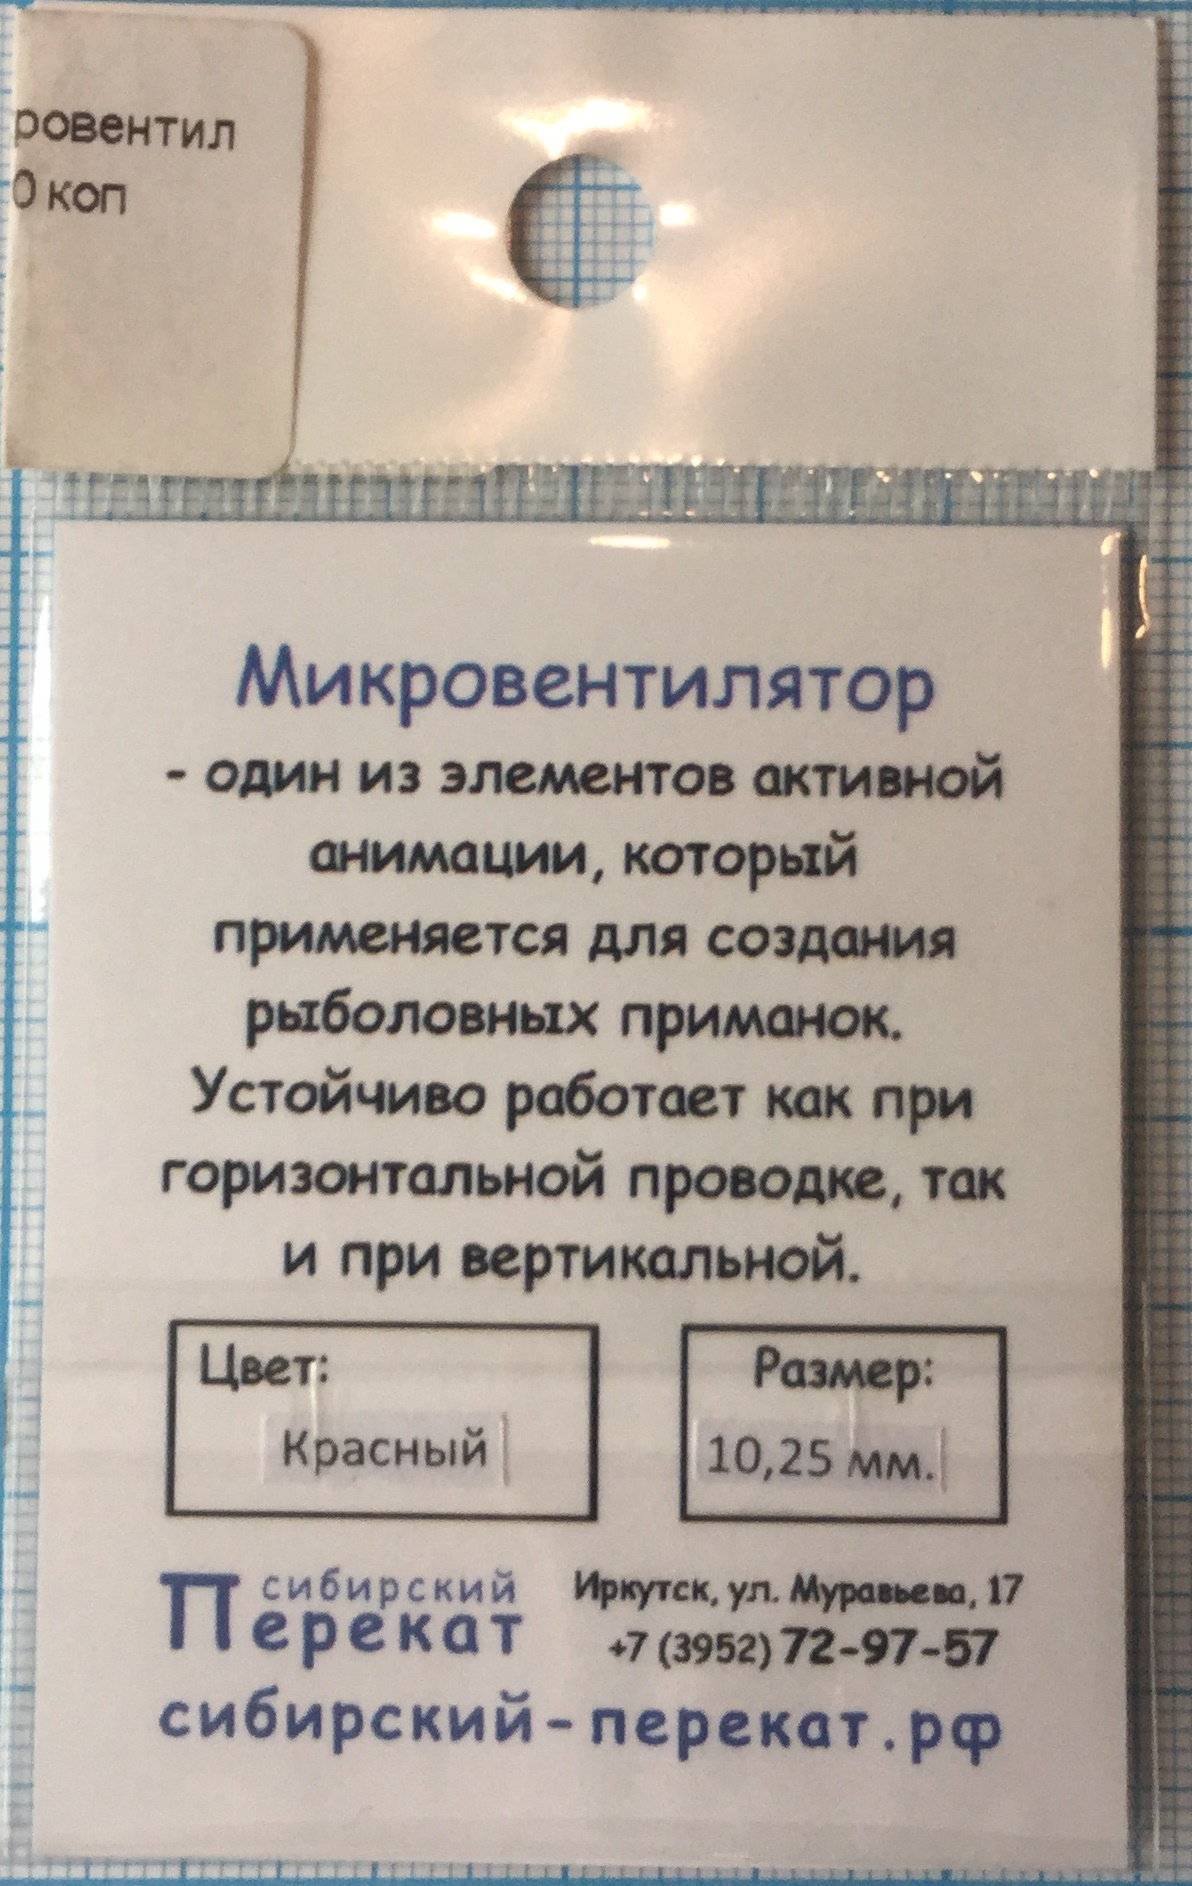 ровентил
0 коп
Микровентилятор
- один из элементов активной
анимации, который
применяется для создания
рыболовных приманок.
Устойчиво работает как при
горизонтальной проводке, так
и при вертикальной.
Цвет:
Красный
Размер:
10,25 мм.
сибирский
Перекат
Иркутск, ул. Муравьева, 17
+7 (3952) 72-97-57
сибирский-перекат.рф